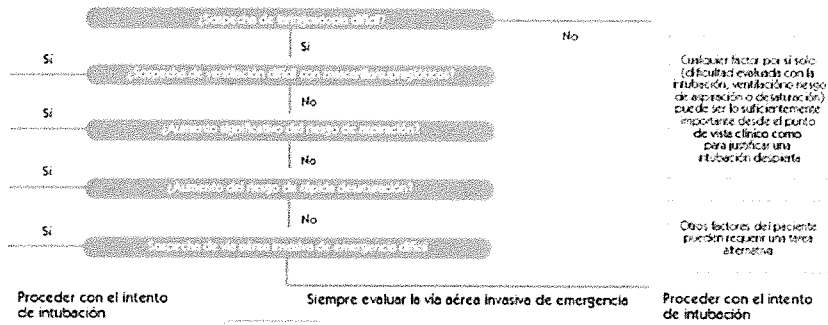 ¿Sospecha de laringoscopia difícil?
No
Sí
Sí
¿Sospecha de ventilación difícil con mascarilla/supraglóticos?
No
Sí
¿Aumento significativo del riesgo de aspiración?
No
Sí
¿Aumento del riesgo de rápida desaturación?
No
Sí
Sospecha de vía aérea invasiva de emergencia difícil
Cualquier factor por sí solo
(dificultad evaluada con la
intubación, ventilación o riesgo
de aspiración o desaturación)
puede ser lo suficientemente
importante desde el punto
de vista clínico como
para justificar una
intubación despierta
Otros factores del paciente
pueden requerir una tarea
alternativa
Proceder con el intento
de intubación
Siempre evaluar la vía aérea invasiva de emergencia
Proceder con el intento
de intubación